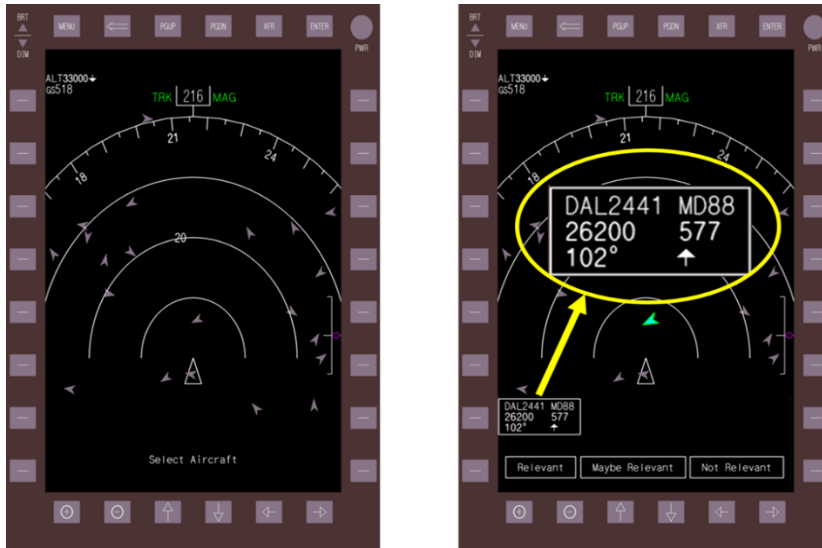 BRT
DIM
MENU
PGUP
PGDN
XFR
ENTER
PWR
ALT33000
GS518
TRK 216 MAG
18
21
24
20
Select Aircraft
BRT
DIM
MENU
PGUP
PGDN
XFR
ENTER
PWR
ALT33000
GS518
TRK 216 MAG
18
21
24
DAL2441 MD88
26200 577
102°
DAL2441 MD88
26200 577
102°
Relevant
Maybe Relevant
Not Relevant